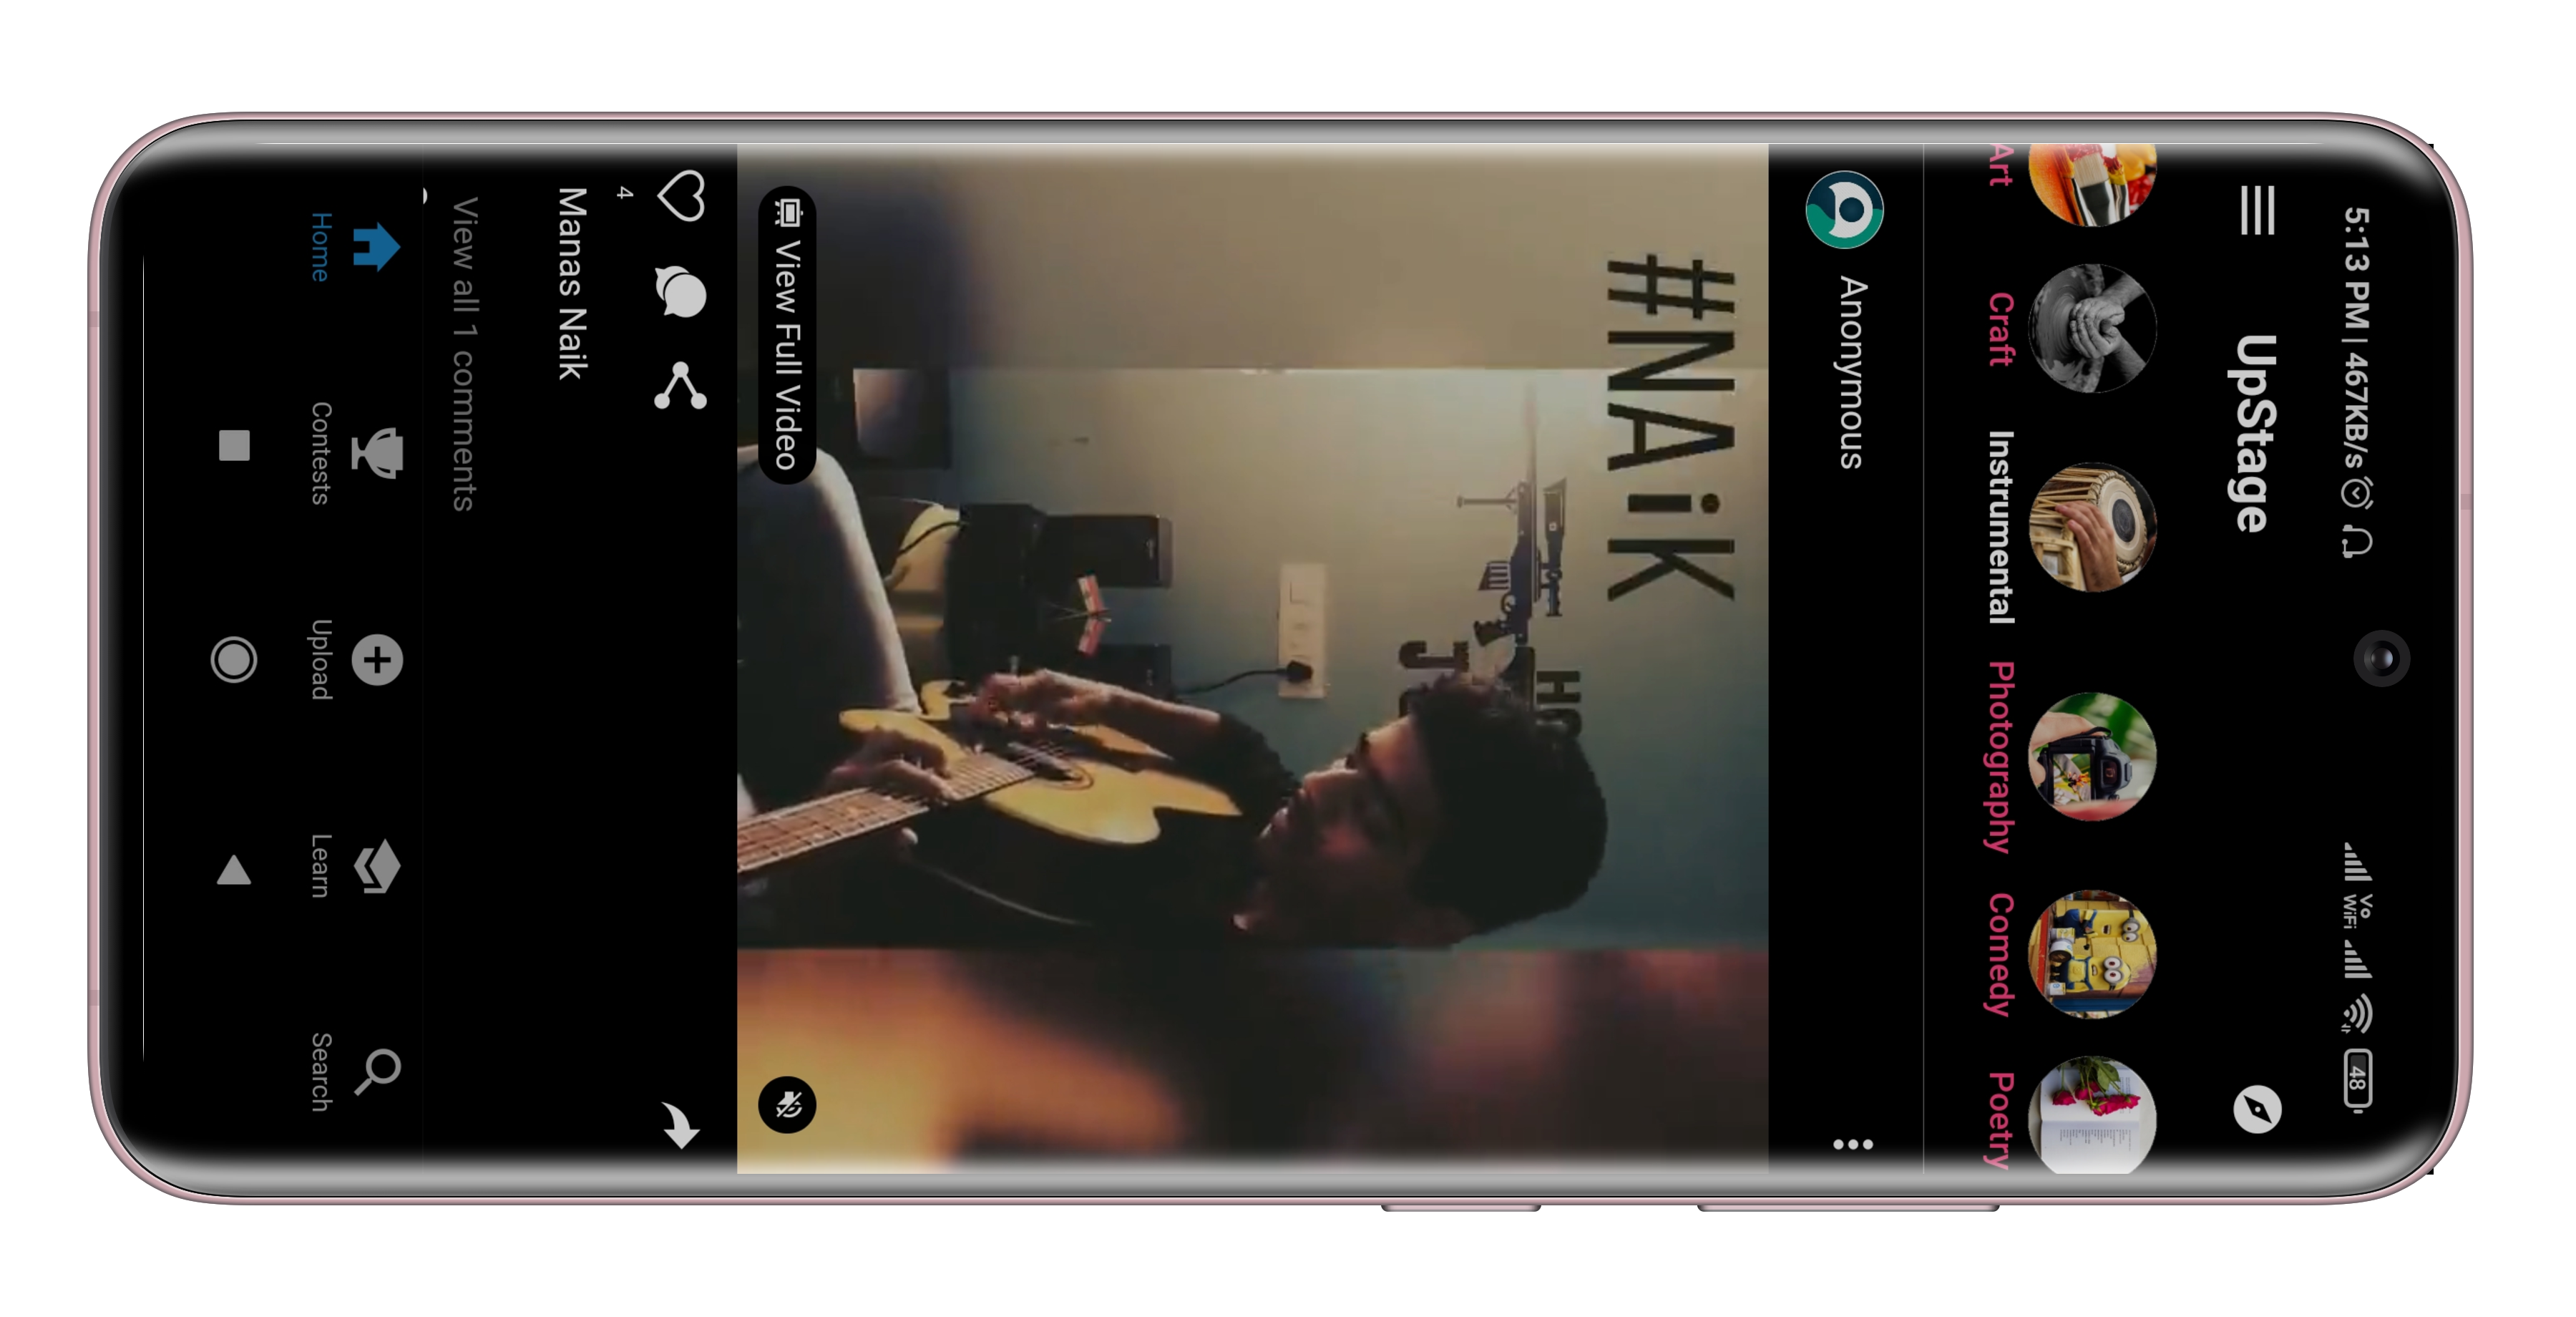 5:13 PM | 467KB/s
Vo
WiFi
48
UpStage
Art
Craft
Instrumental
Photography
Comedy
Poetry
Anonymous
#NAiK
View Full Video
4
Manas Naik
View all 1 comments
Home
Contests
Upload
Learn
Search